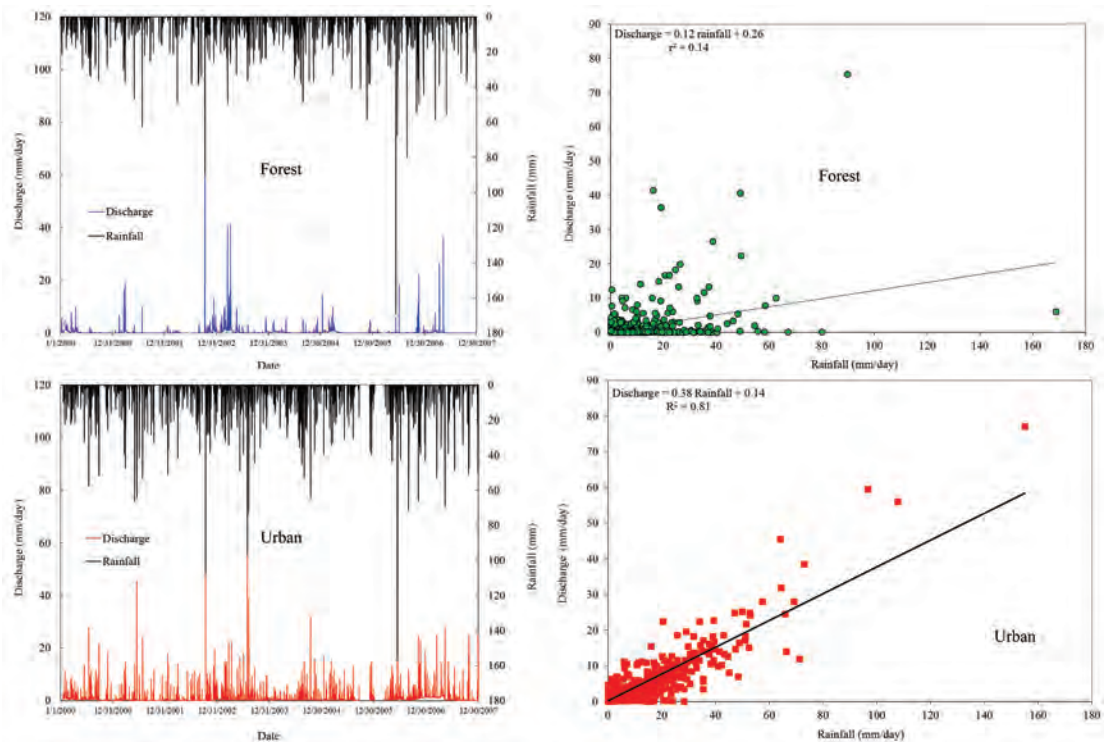 120
100
80
60
40
20
0
Discharge (mm/day)
Forest
Discharge
Rainfall
0
20
40
60
80
100
120
140
160
180
Rainfall (mm)
1/1/2000 12/31/2000 12/31/2001 12/31/2002 12/31/2003 12/30/2004 12/30/2005 12/30/2006 12/30/2007
Date
90
80
70
60
50
40
30
20
10
0
Discharge (mm/day)
Discharge = 0.12 rainfall + 0.26
r² = 0.14
Forest
0 20 40 60 80 100 120 140 160 180
Rainfall (mm/day)
120
100
80
60
40
20
0
Discharge (mm/day)
Urban
Discharge
Rainfall
0
20
40
60
80
100
120
140
160
180
Rainfall (mm)
1/1/2000 12/31/2000 12/31/2001 12/31/2002 12/31/2003 12/30/2004 12/30/2005 12/30/2006 12/30/2007
Date
90
80
70
60
50
40
30
20
10
0
Discharge (mm/day)
Discharge = 0.38 Rainfall + 0.14
R² = 0.81
Urban
0 20 40 60 80 100 120 140 160 180
Rainfall (mm/day)